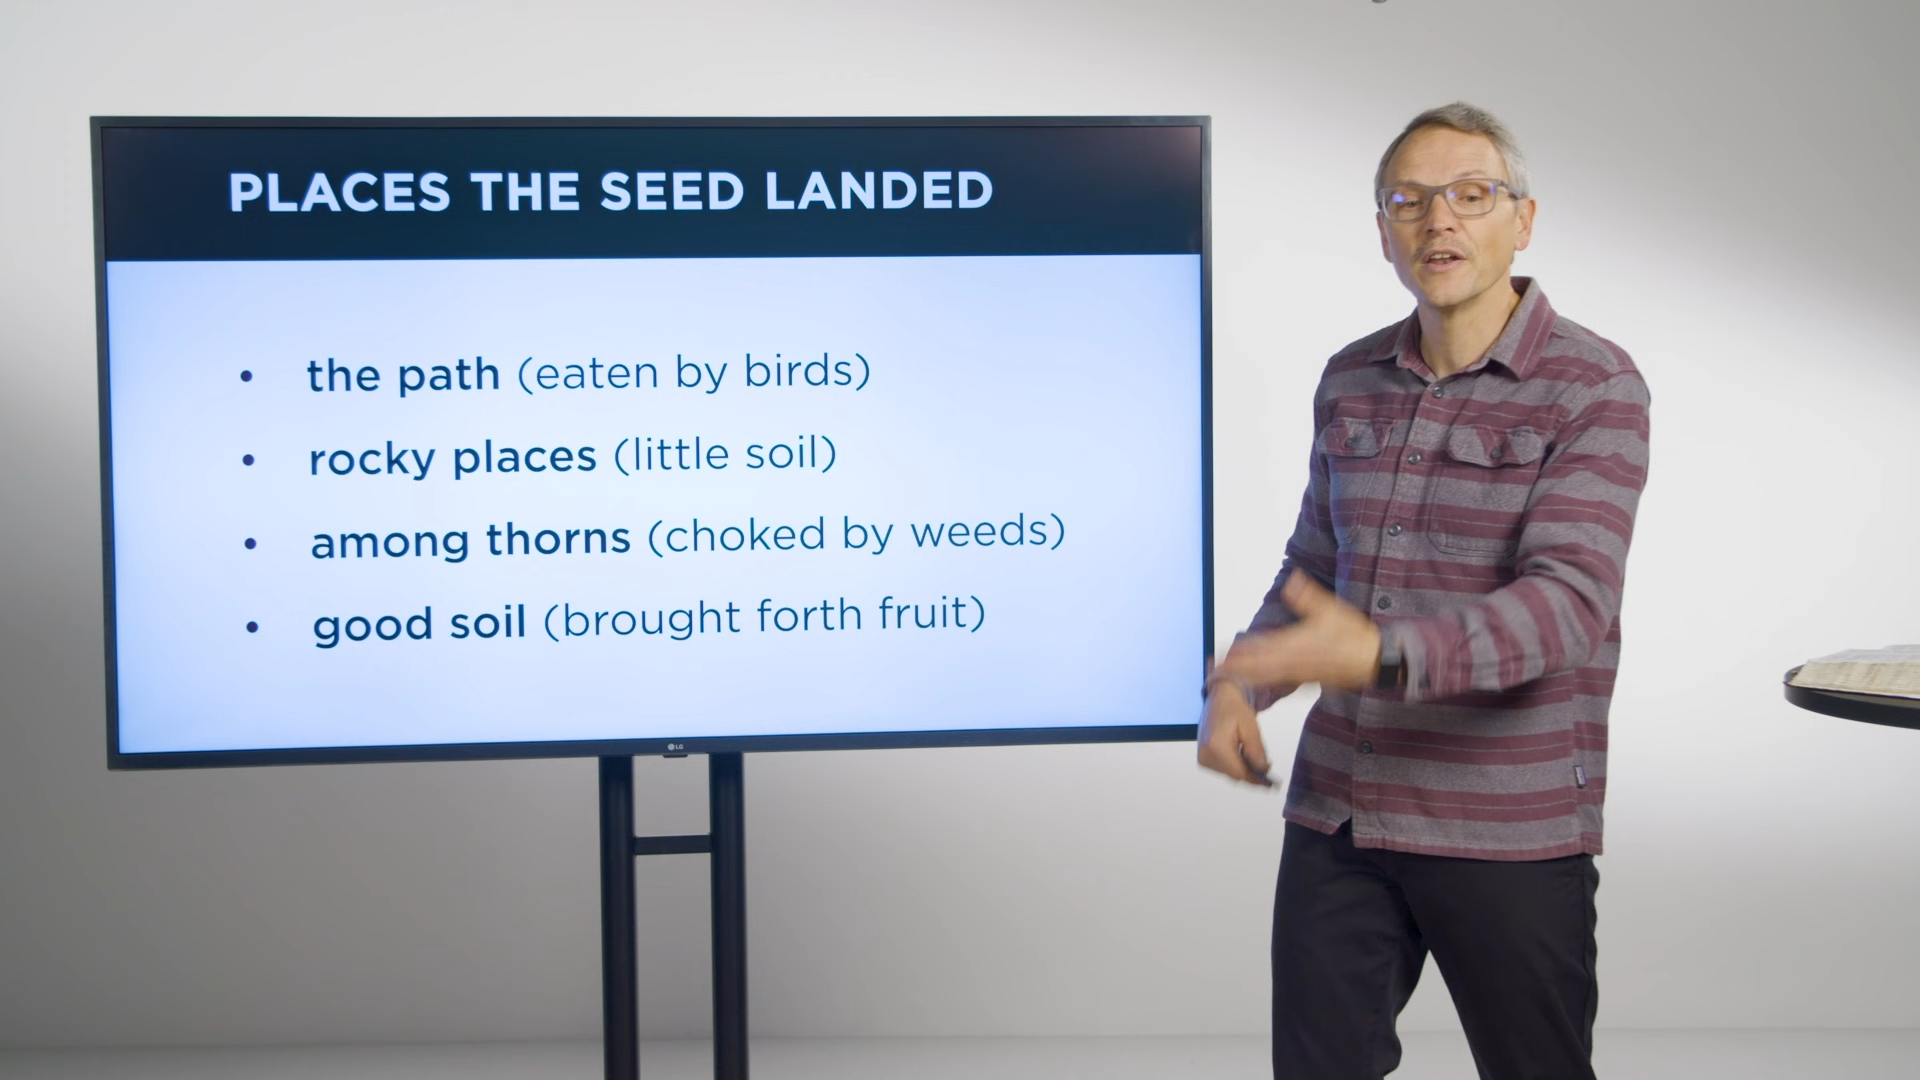 PLACES THE SEED LANDED
• the path (eaten by birds)
• rocky places (little soil)
• among thorns (choked by weeds)
• good soil (brought forth fruit)
LG